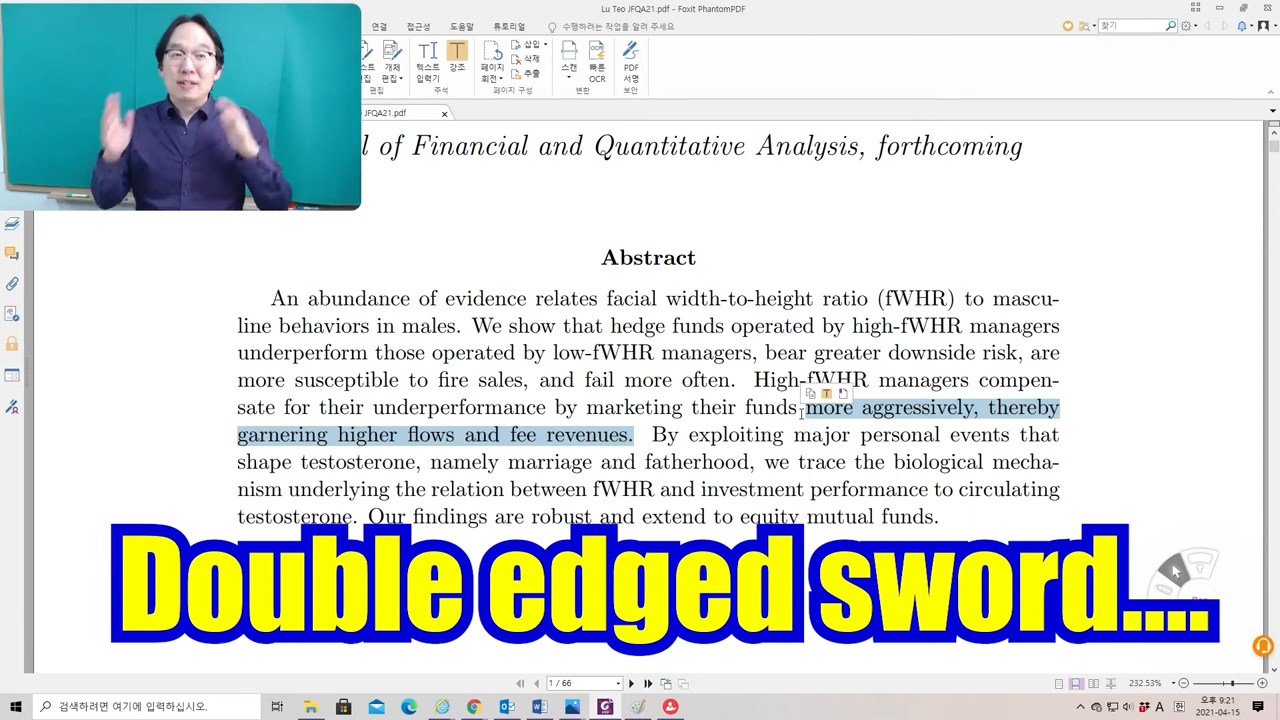 Lu Teo JFQA21.pdf - Foxit PhantomPDF
연결 접근성 도움말 튜토리얼 수행하려는 작업을 알려 주세요
찾기
개체
편집
텍스트
입력기
강조
페이지
회전
삽입
삭제
추출
스캔
빠른
OCR
PDF
서명
편집 주석 페이지 구성 변환 보안
JFQA21.pdf
l of Financial and Quantitative Analysis, forthcoming
Abstract
An abundance of evidence relates facial width-to-height ratio (fWHR) to mascu-
line behaviors in males. We show that hedge funds operated by high-fWHR managers
underperform those operated by low-fWHR managers, bear greater downside risk, are
more susceptible to fire sales, and fail more often. High-fWHR managers compen-
sate for their underperformance by marketing their funds more aggressively, thereby
garnering higher flows and fee revenues. By exploiting major personal events that
shape testosterone, namely marriage and fatherhood, we trace the biological mecha-
nism underlying the relation between fWHR and investment performance to circulating
testosterone. Our findings are robust and extend to equity mutual funds.
Double edged sword....
1 / 66
232.53%
검색하려면 여기에 입력하십시오.
A 한
오후 9:21
2021-04-15